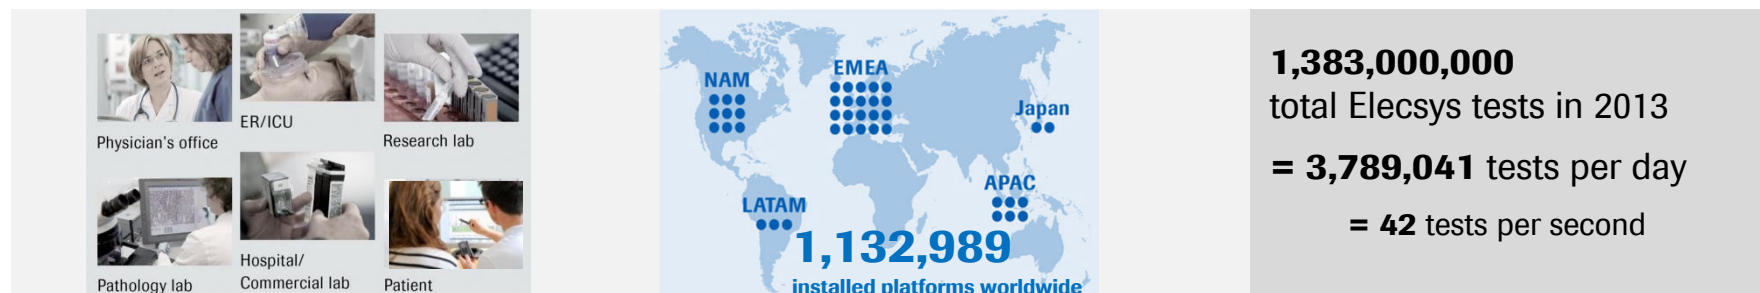 Physician's office
ER/ICU
Research lab
Pathology lab
Hospital/
Commercial lab
Patient
NAM
EMEA
Japan
LATAM
APAC
1,132,989
installed platforms worldwide
1,383,000,000
total Elecsys tests in 2013
= 3,789,041 tests per day
= 42 tests per second